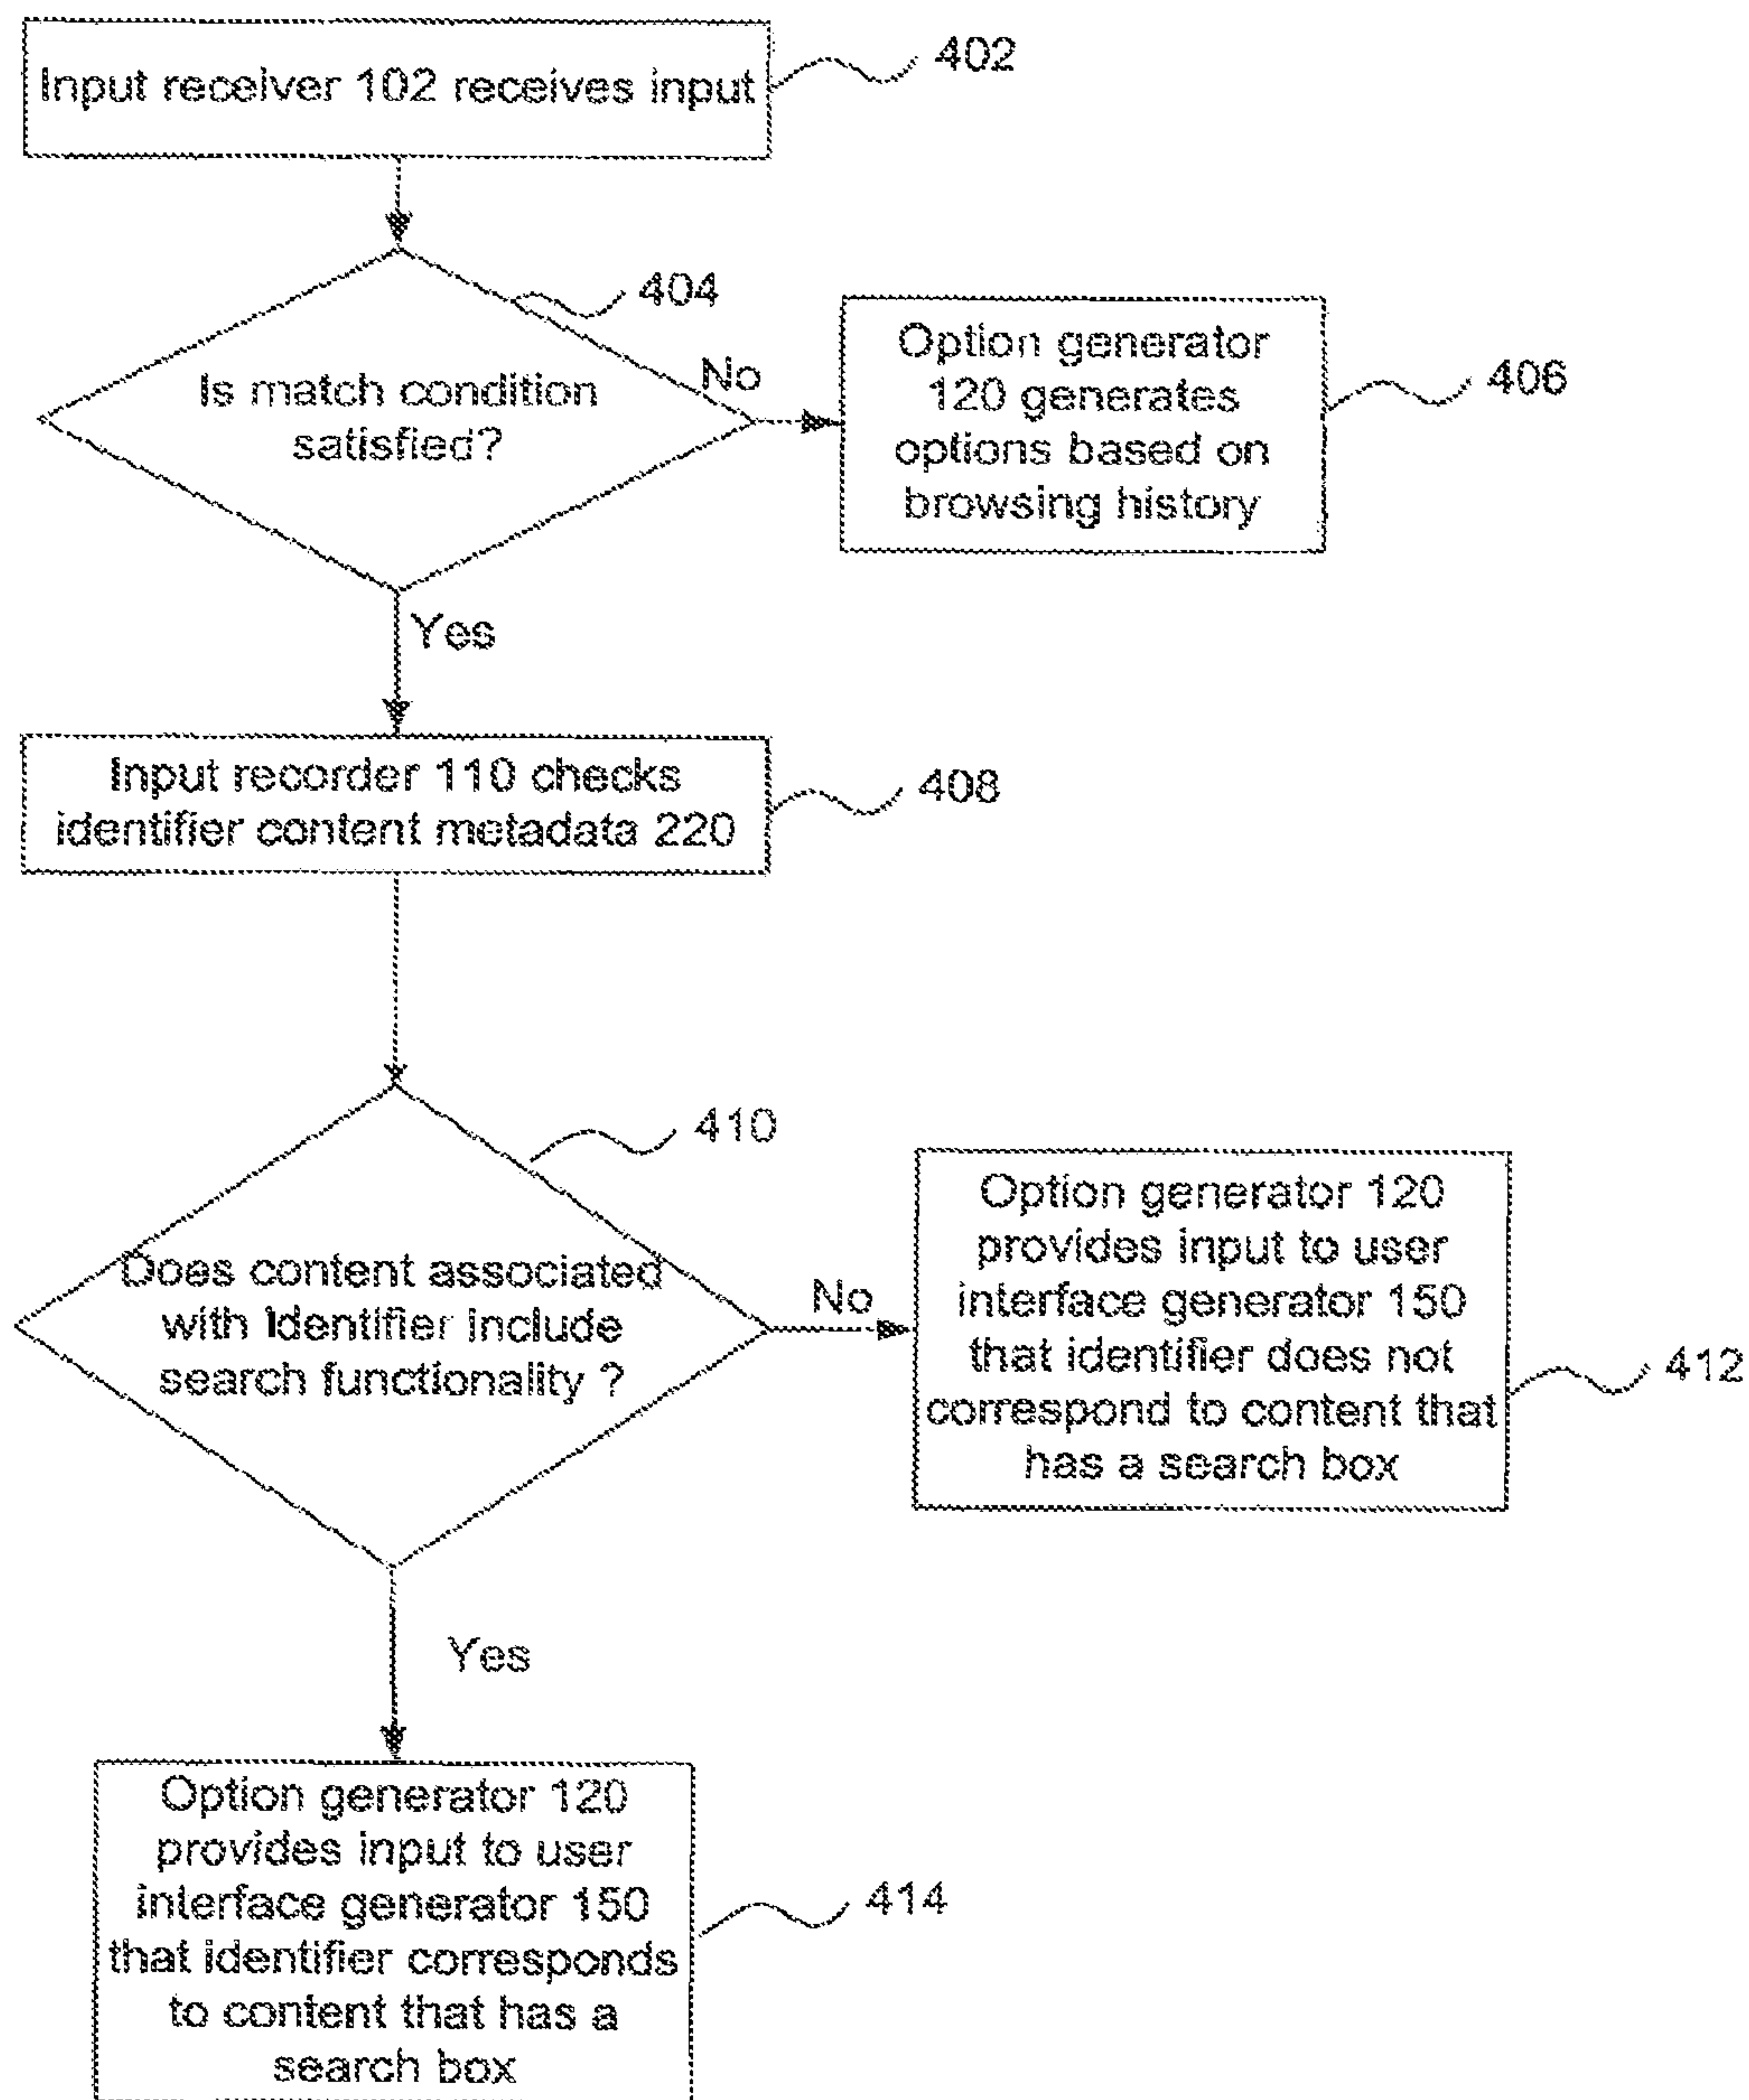 Input receiver 102 receives input
402
404
Is match condition
satisfied?
No
Option generator
120 generates
options based on
browsing history
406
Yes
Input recorder 110 checks
identifier content metadata 220
408
410
Does content associated
with Identifier include
search functionality ?
No
Option generator 120
provides input to user
interface generator 150
that identifier does not
correspond to content that
has a search box
412
Yes
Option generator 120
provides input to user
interface generator 150
that identifier corresponds
to content that has a
search box
414